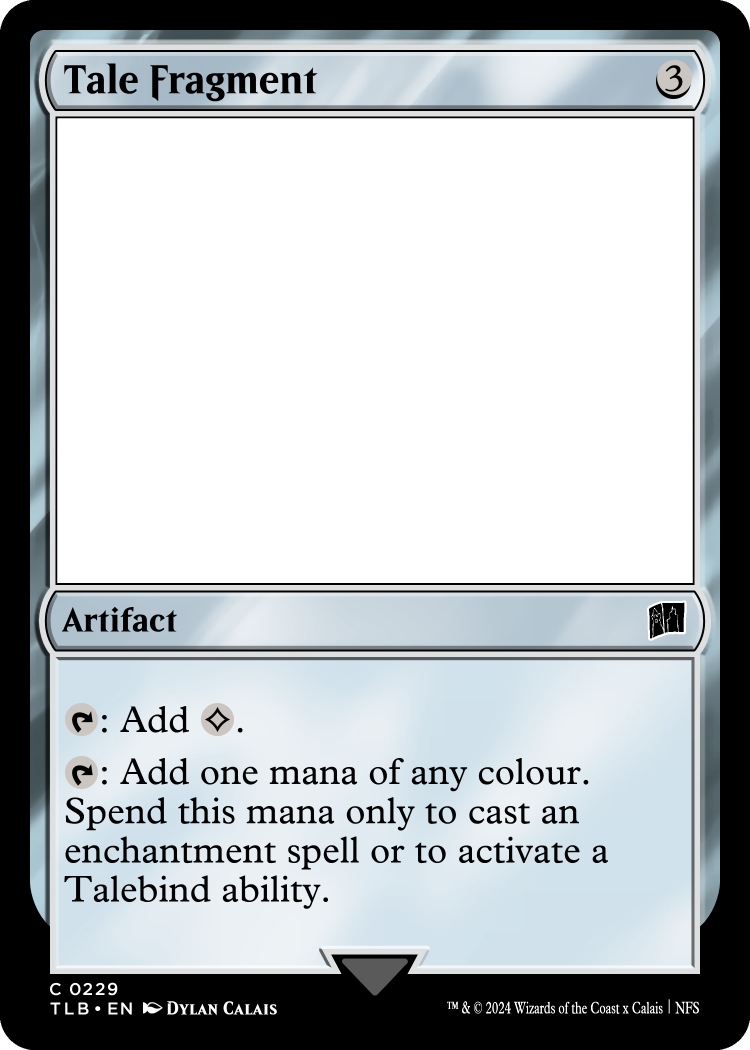 Tale Fragment 3
Artifact
: Add .
: Add one mana of any colour.
Spend this mana only to cast an
enchantment spell or to activate a
Talebind ability.
C 0229
TLB • EN Dylan Calais
™ & © 2024 Wizards of the Coast x Calais | NFS